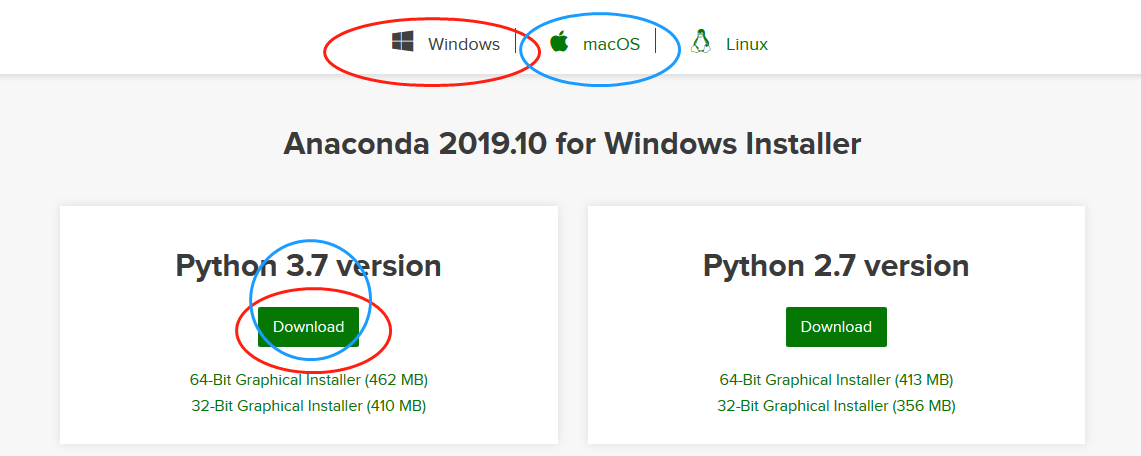 Windows macOS Linux
Anaconda 2019.10 for Windows Installer
Python 3.7 version
Download
64-Bit Graphical Installer (462 MB)
32-Bit Graphical Installer (410 MB)
Python 2.7 version
Download
64-Bit Graphical Installer (413 MB)
32-Bit Graphical Installer (356 MB)